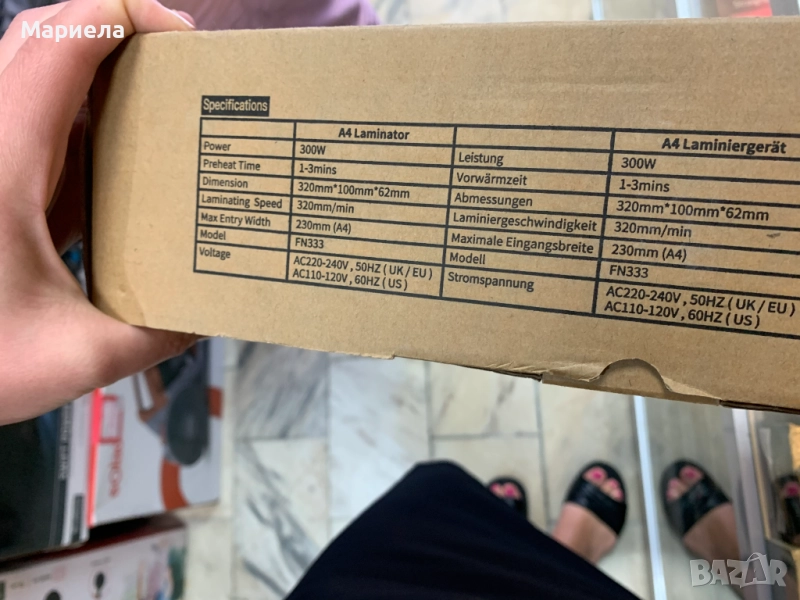 Мариела
Specifications
A4 Laminator A4 Laminiergerät
Power 300W Leistung 300W
Preheat Time 1-3mins Vorwärmzeit 1-3mins
Dimension 320mm*100mm*62mm Abmessungen 320mm*100mm*62mm
Laminating Speed 320mm/min Laminiergeschwindigkeit 320mm/min
Max Entry Width 230mm (A4) Maximale Eingangsbreite 230mm (A4)
Model FN333 Modell FN333
Voltage AC220-240V , 50HZ ( UK / EU ) Stromspannung AC220-240V , 50HZ ( UK / EU )
AC110-120V , 60HZ ( US ) AC110-120V , 60HZ ( US )
BAZAR